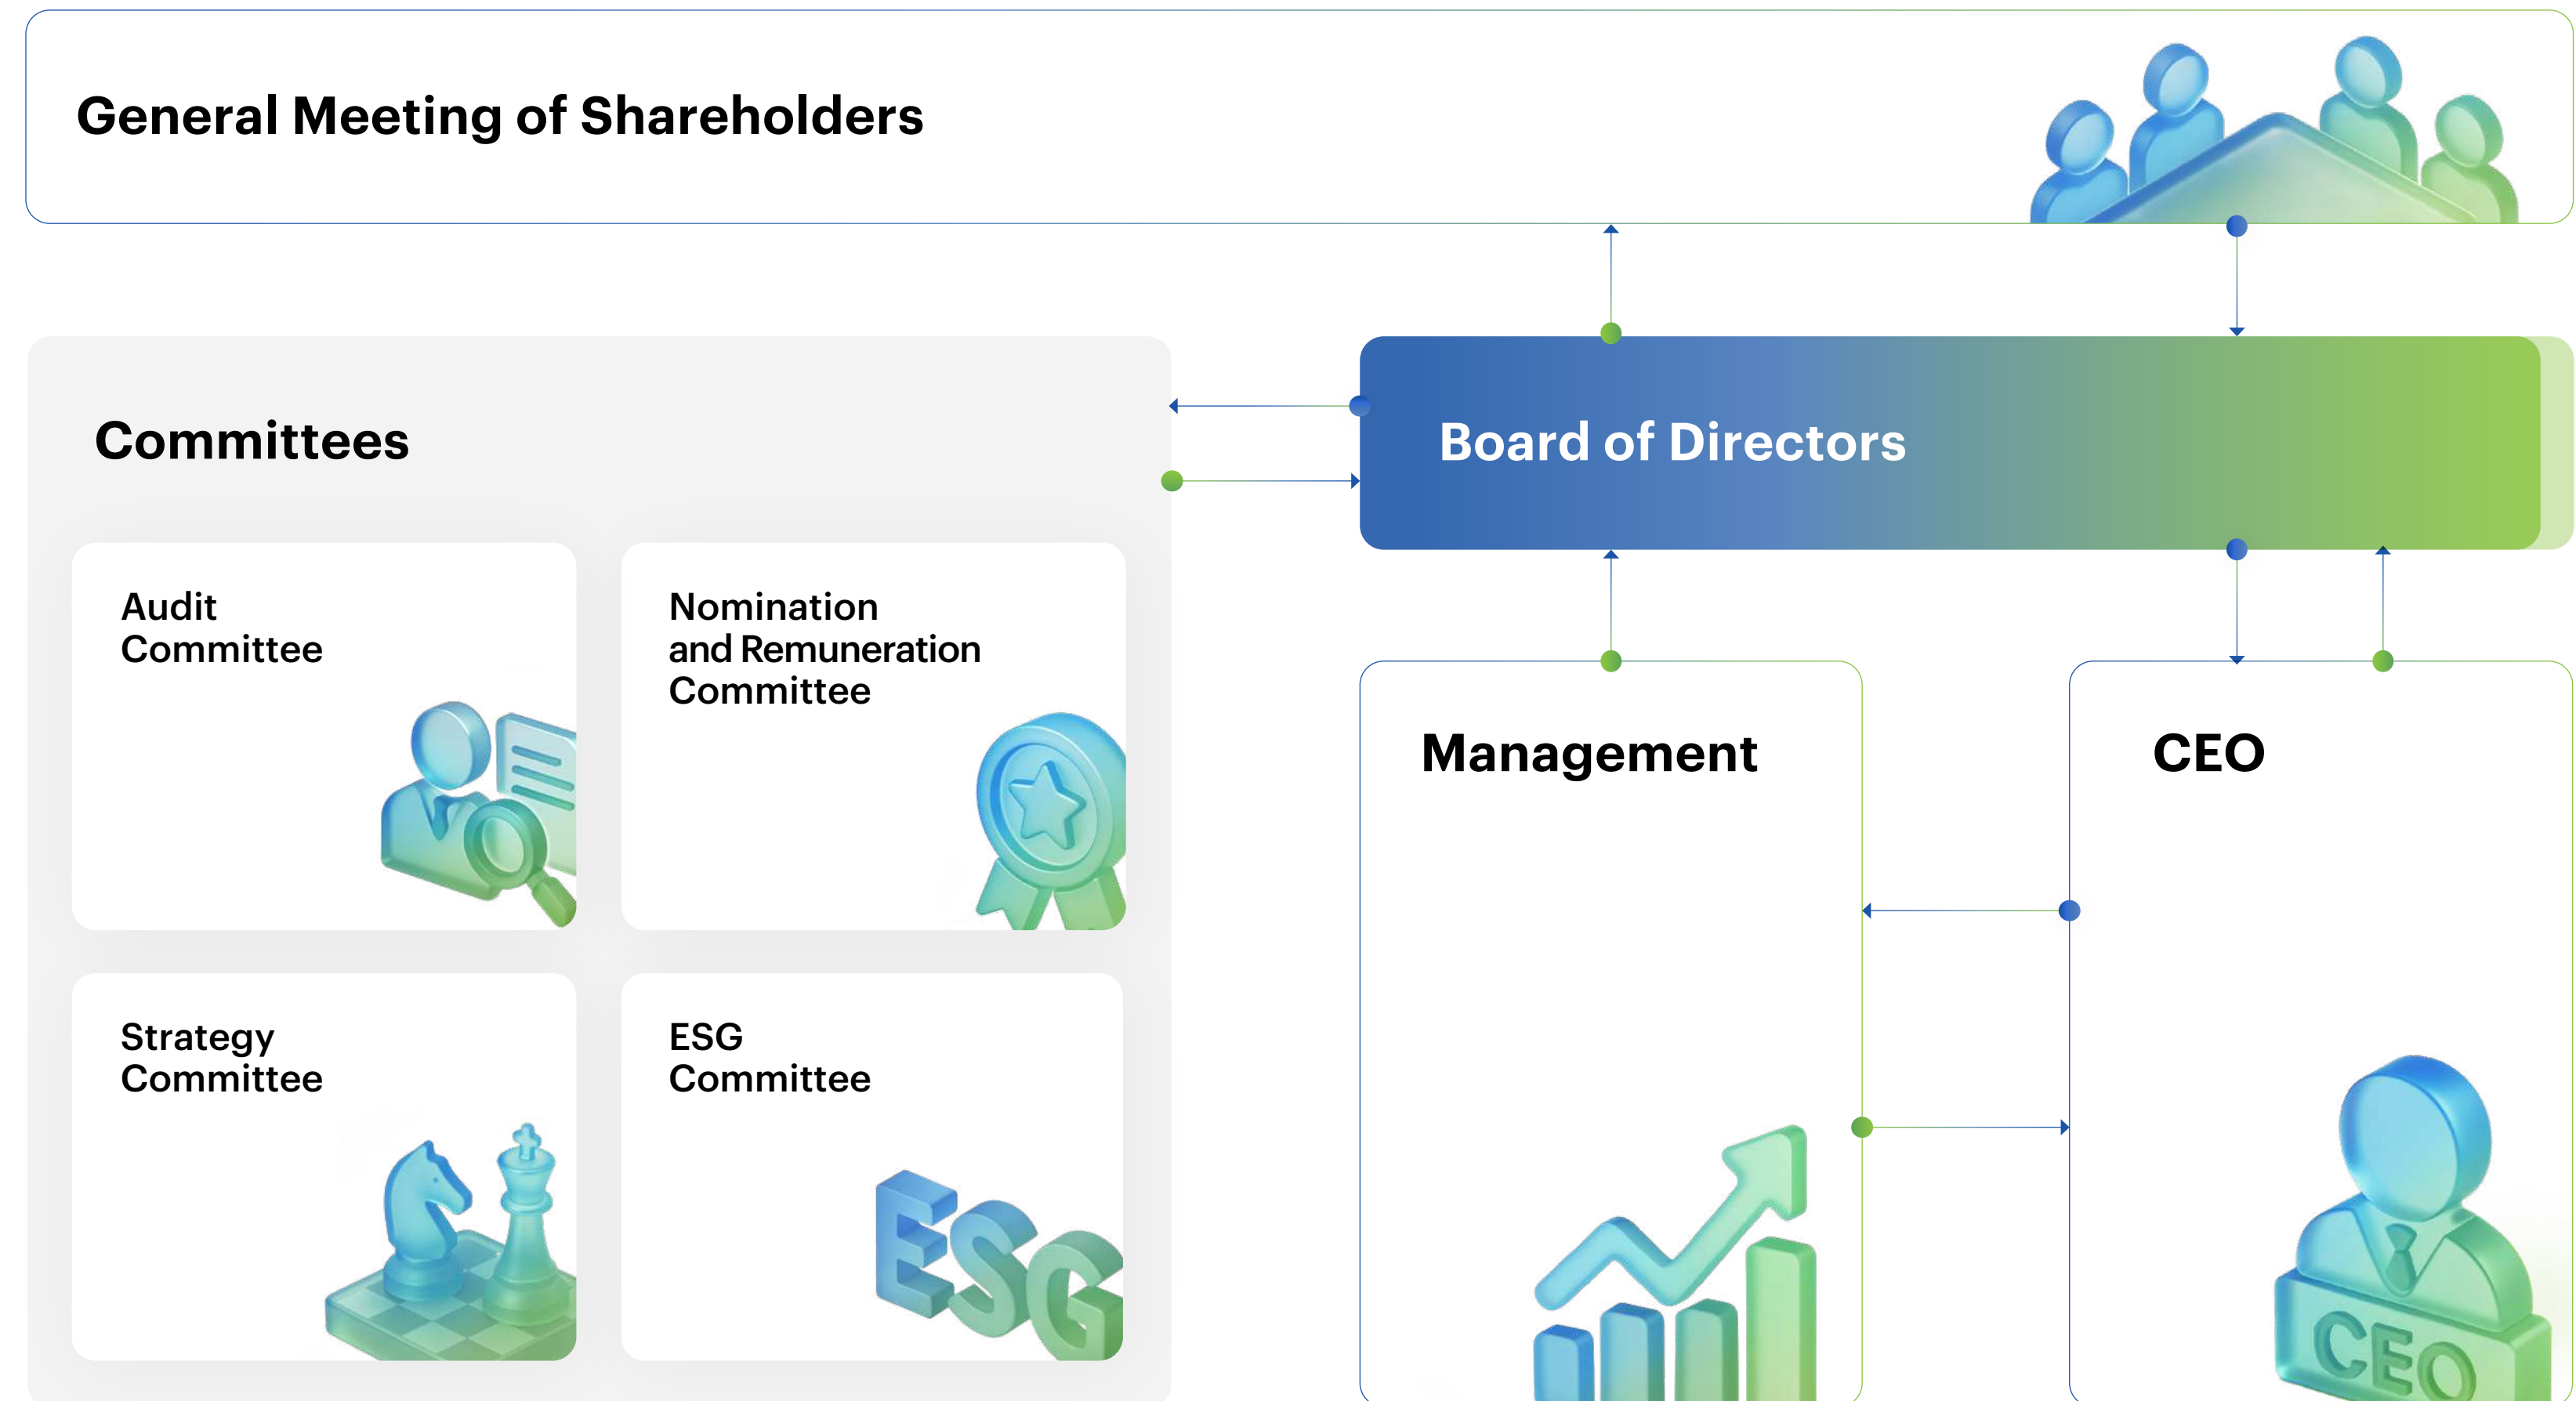 General Meeting of Shareholders
Committees
Board of Directors
Audit
Committee
Nomination
and Remuneration
Committee
Strategy
Committee
ESG
Committee
ESG
Management
CEO
CEO